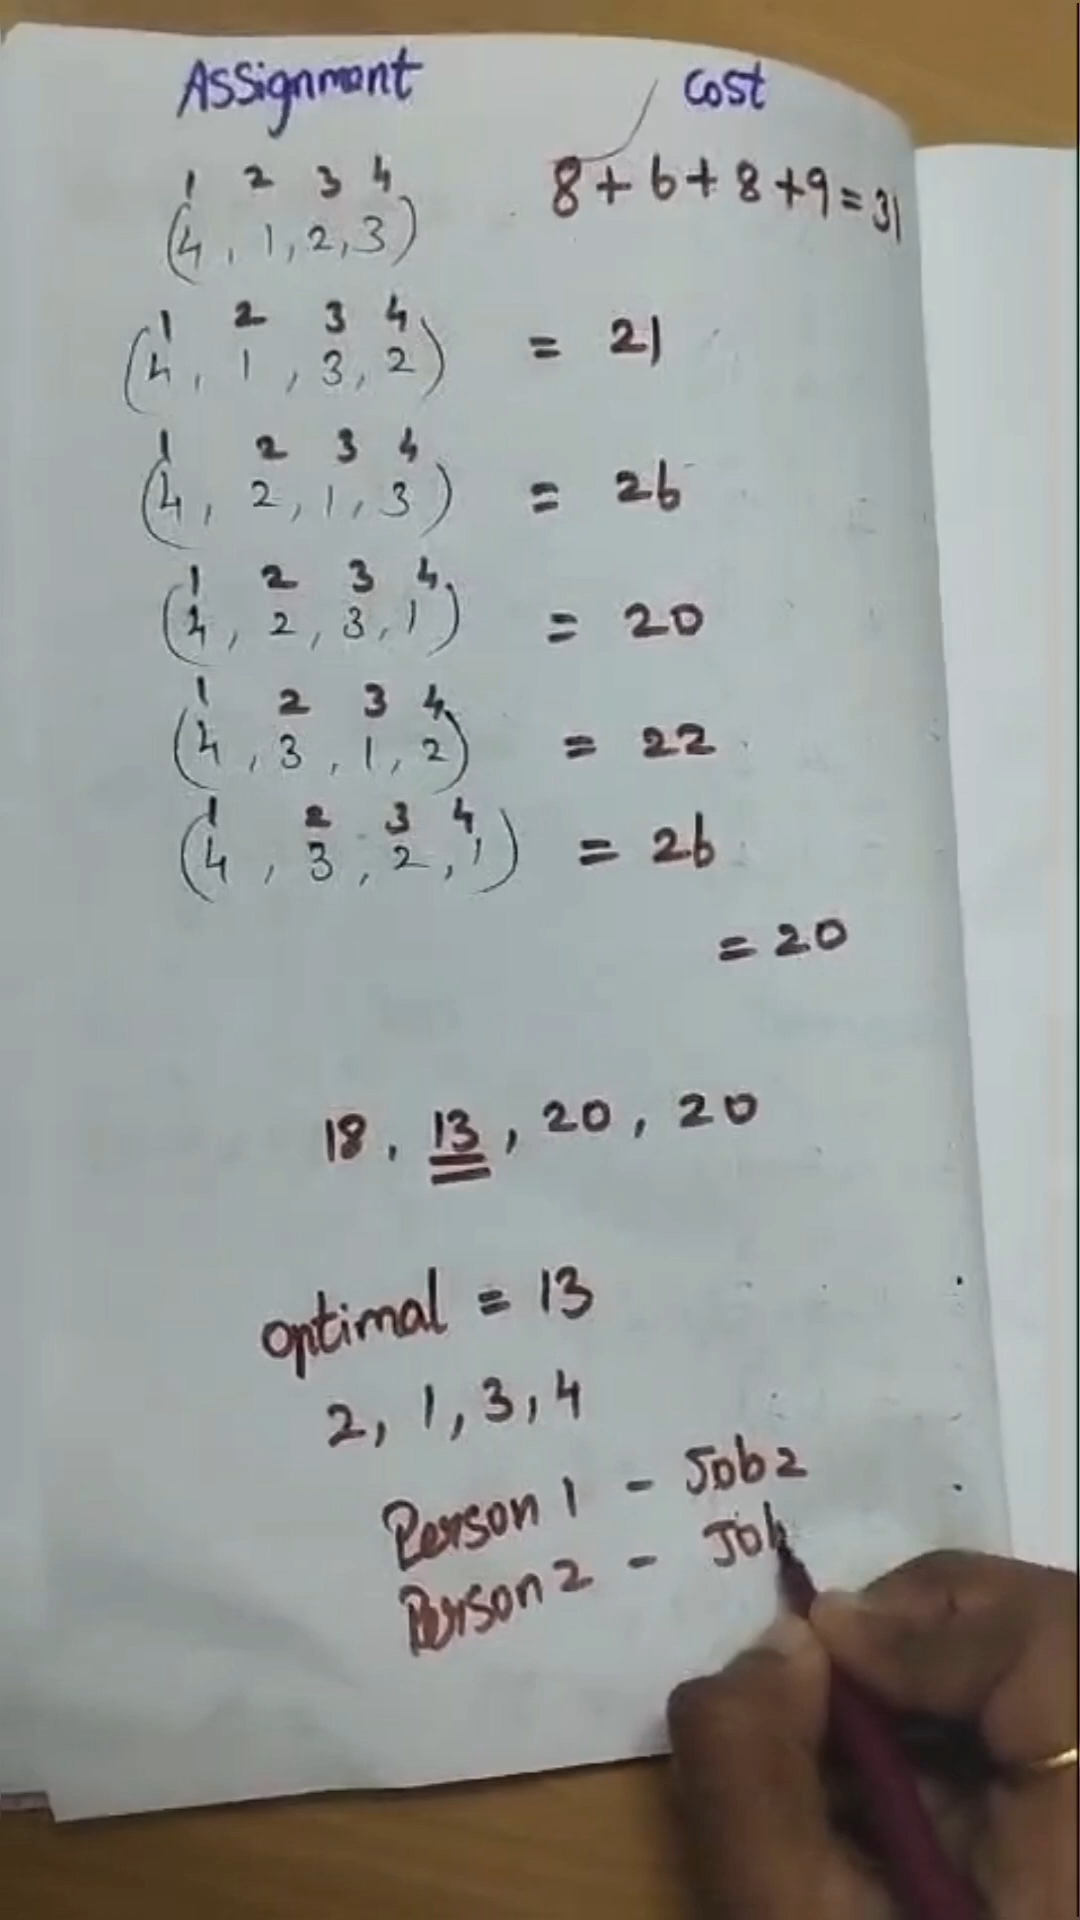 Assignment Cost
1 2 3 4
(4, 1, 2, 3) 8+6+8+9=31
1 2 3 4
(4, 1, 3, 2) = 21
1 2 3 4
(4, 2, 1, 3) = 26
1 2 3 4
(4, 2, 3, 1) = 20
1 2 3 4
(4, 3, 1, 2) = 22
1 2 3 4
(4, 3, 2, 1) = 26
= 20
18, 13, 20, 20
optimal = 13
2, 1, 3, 4
Person 1 - Job 2
Person 2 - Job